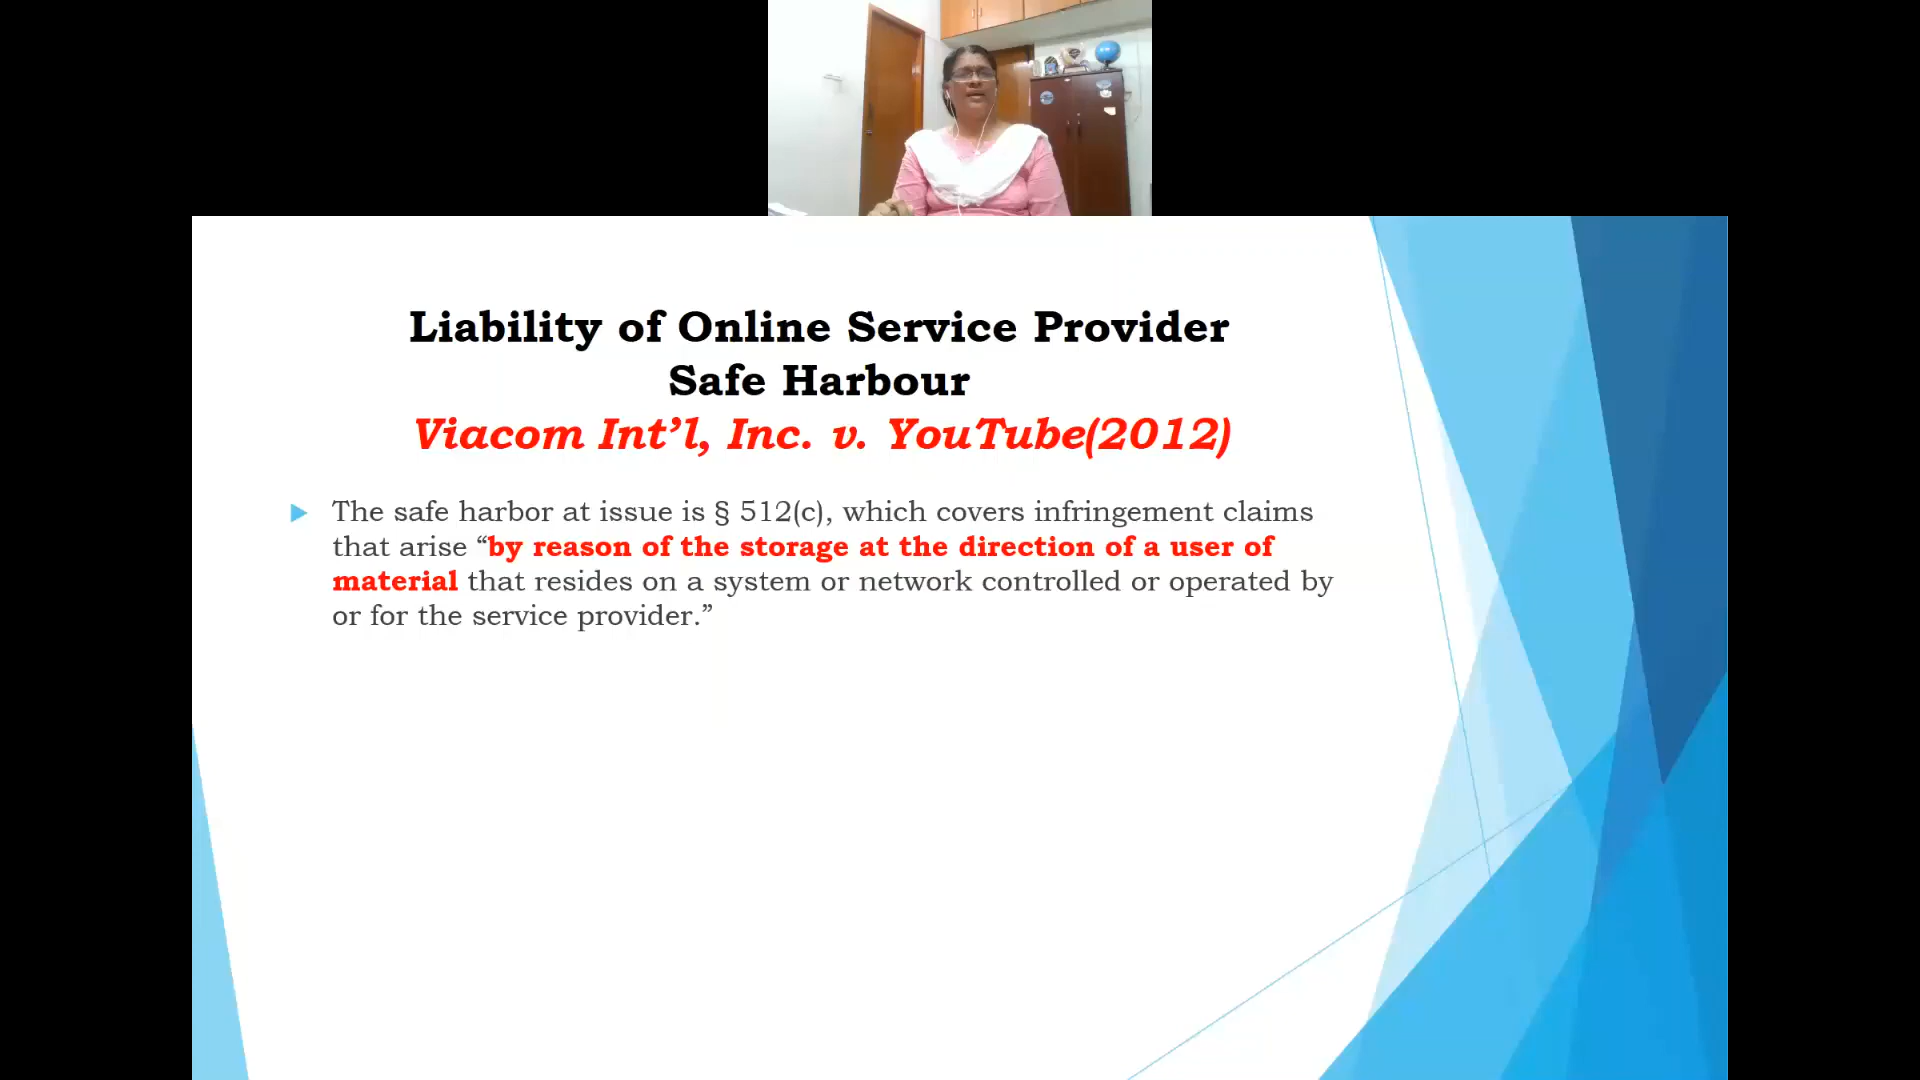 Liability of Online Service Provider
Safe Harbour
Viacom Int’l, Inc. v. YouTube(2012)
The safe harbor at issue is § 512(c), which covers infringement claims
that arise “by reason of the storage at the direction of a user of
material that resides on a system or network controlled or operated by
or for the service provider.”